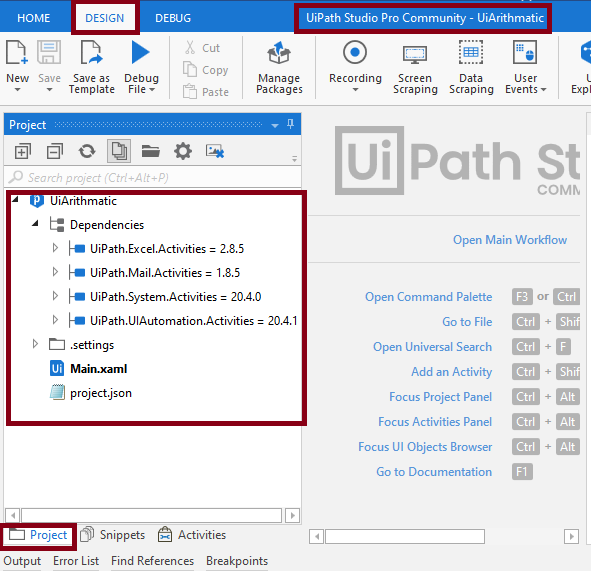 HOME DESIGN DEBUG UiPath Studio Pro Community - UiArithmatic
New Save Save as Template Debug File Cut Copy Paste Manage Packages Recording Screen Scraping Data Scraping User Events
Project
Search project (Ctrl+Alt+P)
UiArithmatic
Dependencies
UiPath.Excel.Activities = 2.8.5
UiPath.Mail.Activities = 1.8.5
UiPath.System.Activities = 20.4.0
UiPath.UIAutomation.Activities = 20.4.1
.settings
Ui Main.xaml
project.json
Project Snippets Activities
Output Error List Find References Breakpoints
Ui Path St
COMM
Open Main Workflow
Open Command Palette F3 or Ctrl
Go to File Ctrl + Shif
Open Universal Search Ctrl + F
Add an Activity Ctrl + Shif
Focus Project Panel Ctrl + Alt
Focus Activities Panel Ctrl + Alt
Focus UI Objects Browser Ctrl + Alt
Go to Documentation F1